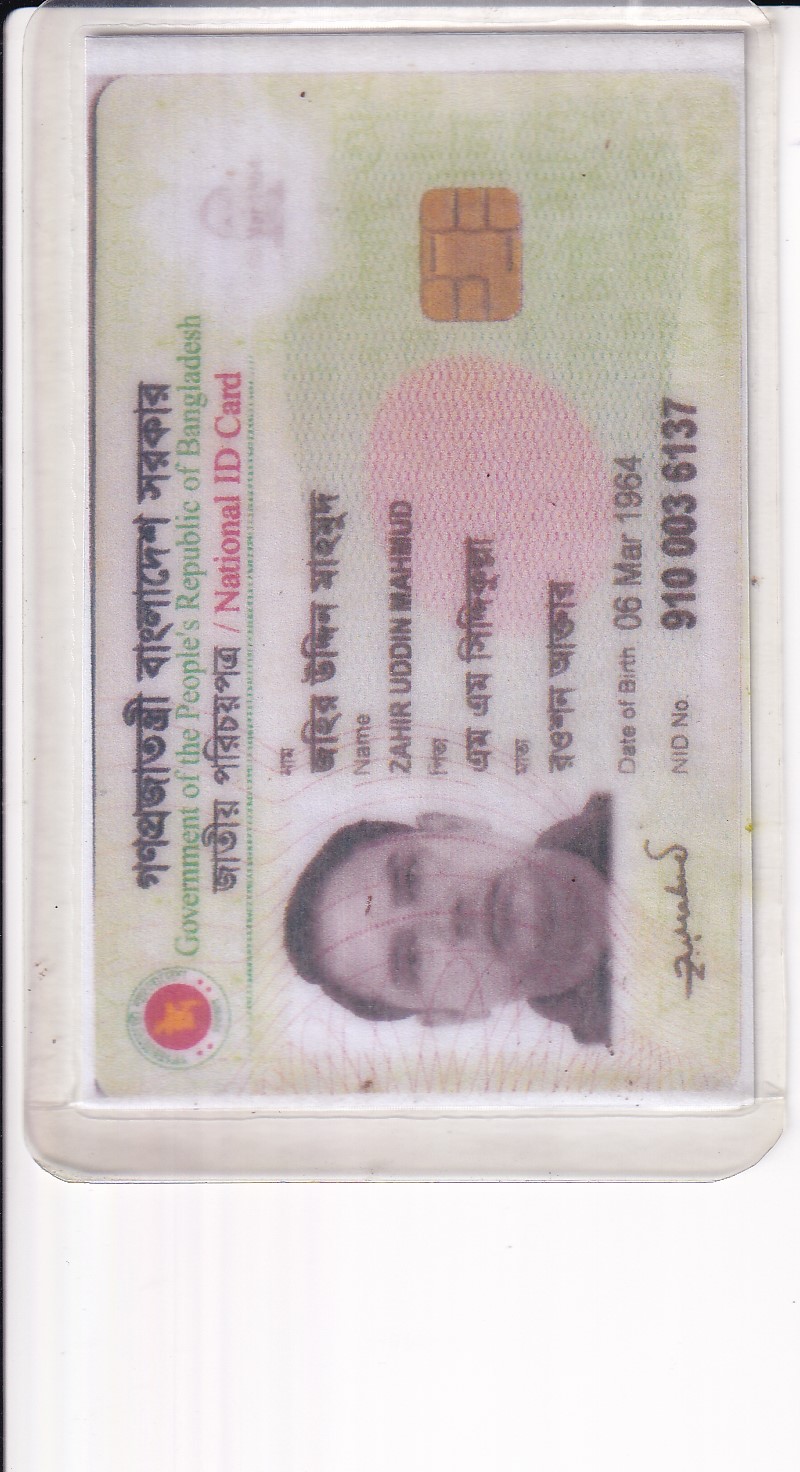 গণপ্রজাতন্ত্রী বাংলাদেশ সরকার
Government of the People's Republic of Bangladesh
জাতীয় পরিচয়পত্র / National ID Card
নাম
জহির উদ্দিন মাহমুদ
Name
ZAHIR UDDIN MAHMUD
পিতা
এম এম সিদ্দিকুল্লা
মাতা
রওশন আক্তার
Date of Birth 06 Mar 1964
NID No. 910 003 6137